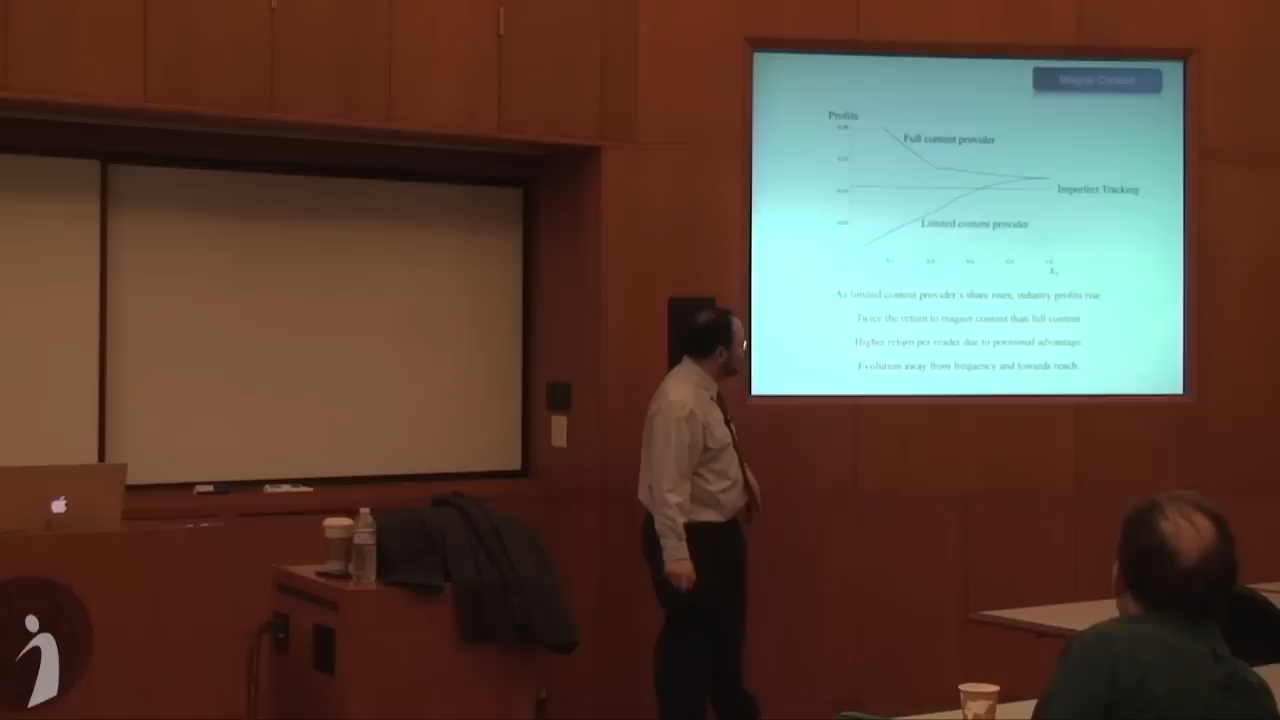 Magnet Content
Profits
Full content provider
Imperfect Tracking
Limited content provider
As limited content provider's share rises, industry profits rise.
Twice the return to magnet content than full content
Higher return per reader due to positional advantage.
Evolution away from frequency and towards reach.